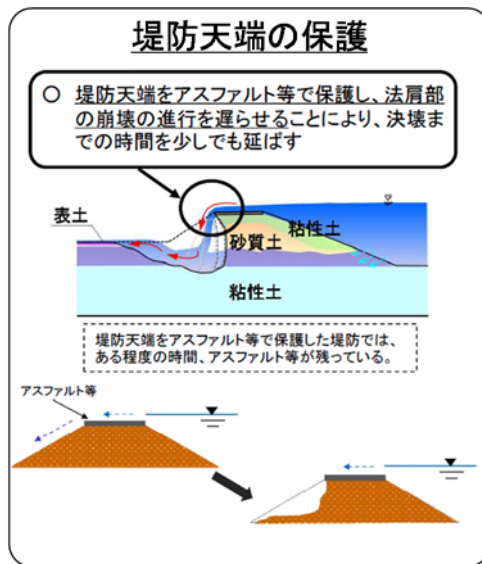 堤防天端の保護
○ 堤防天端をアスファルト等で保護し、法肩部
の崩壊の進行を遅らせることにより、決壊ま
での時間を少しでも延ばす
表土
粘性土
砂質土
粘性土
堤防天端をアスファルト等で保護した堤防では、
ある程度の時間、アスファルト等が残っている。
アスファルト等